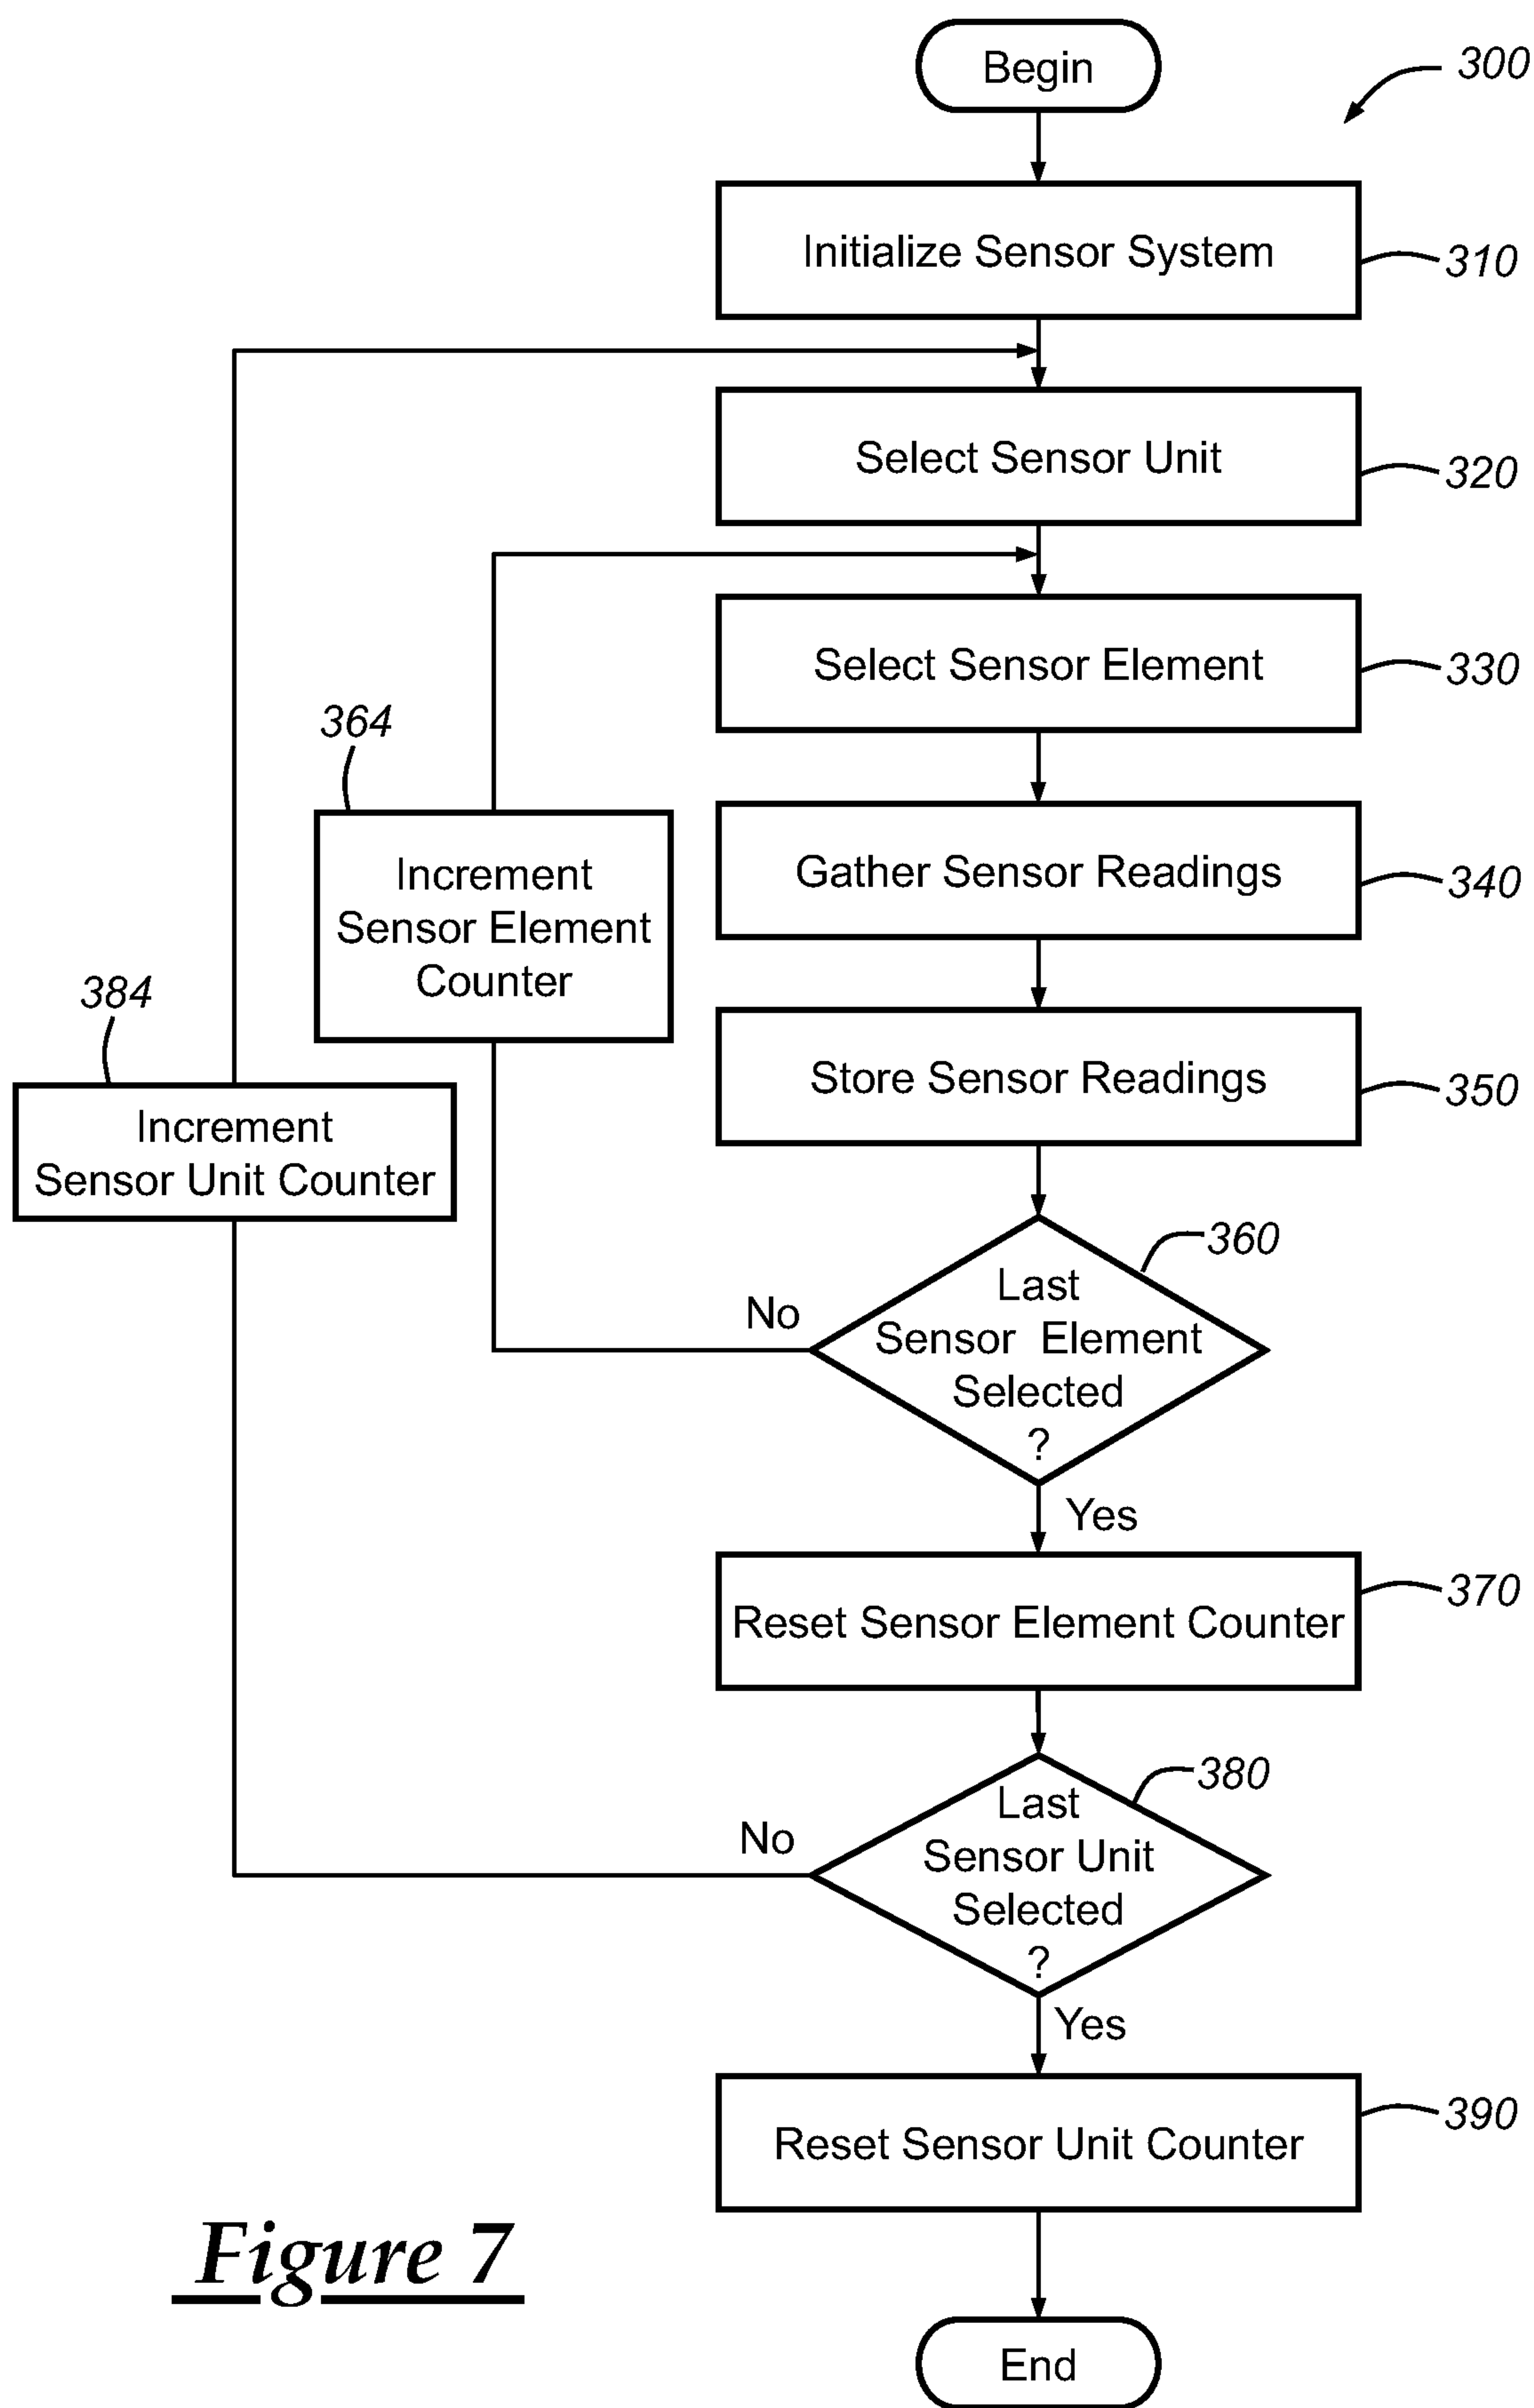 Begin
300
Initialize Sensor System
310
Select Sensor Unit
320
Select Sensor Element
330
364
Increment
Sensor Element
Counter
Gather Sensor Readings
340
384
Increment
Sensor Unit Counter
Store Sensor Readings
350
360
Last
Sensor Element
Selected
?
No
Yes
Reset Sensor Element Counter
370
380
Last
Sensor Unit
Selected
?
No
Yes
Reset Sensor Unit Counter
390
Figure 7
End